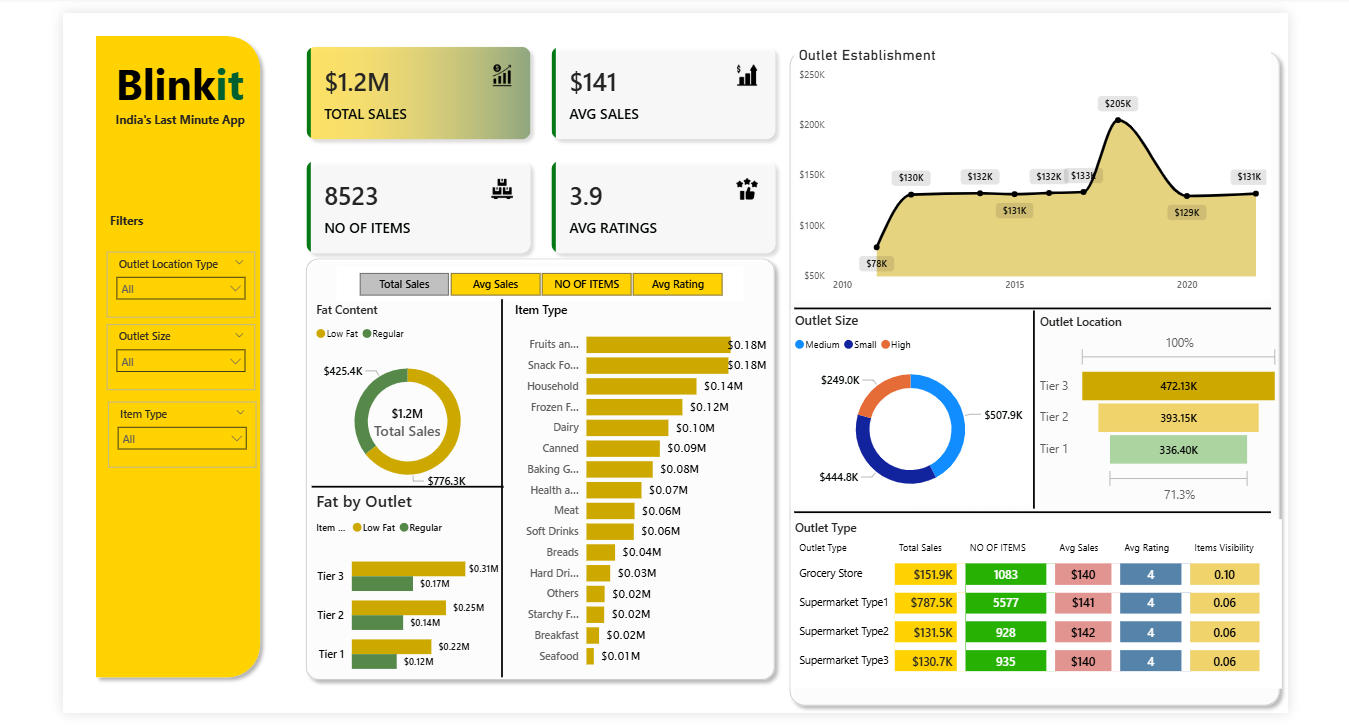 Blinkit
India's Last Minute App
Filters
Outlet Location Type
All
Outlet Size
All
Item Type
All
$1.2M
TOTAL SALES
$141
AVG SALES
8523
NO OF ITEMS
3.9
AVG RATINGS
Total Sales Avg Sales NO OF ITEMS Avg Rating
Fat Content
Low Fat Regular
$425.4K
$1.2M
Total Sales
$776.3K
Fat by Outlet
Item ... Low Fat Regular
Tier 3 $0.31M
$0.17M
Tier 2 $0.25M
$0.14M
Tier 1 $0.22M
$0.12M
Item Type
Fruits an... $0.18M
Snack Fo... $0.18M
Household $0.14M
Frozen F... $0.12M
Dairy $0.10M
Canned $0.09M
Baking G... $0.08M
Health a... $0.07M
Meat $0.06M
Soft Drinks $0.06M
Breads $0.04M
Hard Dri... $0.03M
Others $0.02M
Starchy F... $0.02M
Breakfast $0.02M
Seafood $0.01M
Outlet Establishment
$250K
$200K
$150K
$100K
$50K
$78K
$130K
$132K
$131K
$132K
$133K
$205K
$129K
$131K
2010 2015 2020
Outlet Size
Medium Small High
$249.0K
$507.9K
$444.8K
Outlet Location
100%
Tier 3 472.13K
Tier 2 393.15K
Tier 1 336.40K
71.3%
Outlet Type
Outlet Type Total Sales NO OF ITEMS Avg Sales Avg Rating Items Visibility
Grocery Store $151.9K 1083 $140 4 0.10
Supermarket Type1 $787.5K 5577 $141 4 0.06
Supermarket Type2 $131.5K 928 $142 4 0.06
Supermarket Type3 $130.7K 935 $140 4 0.06